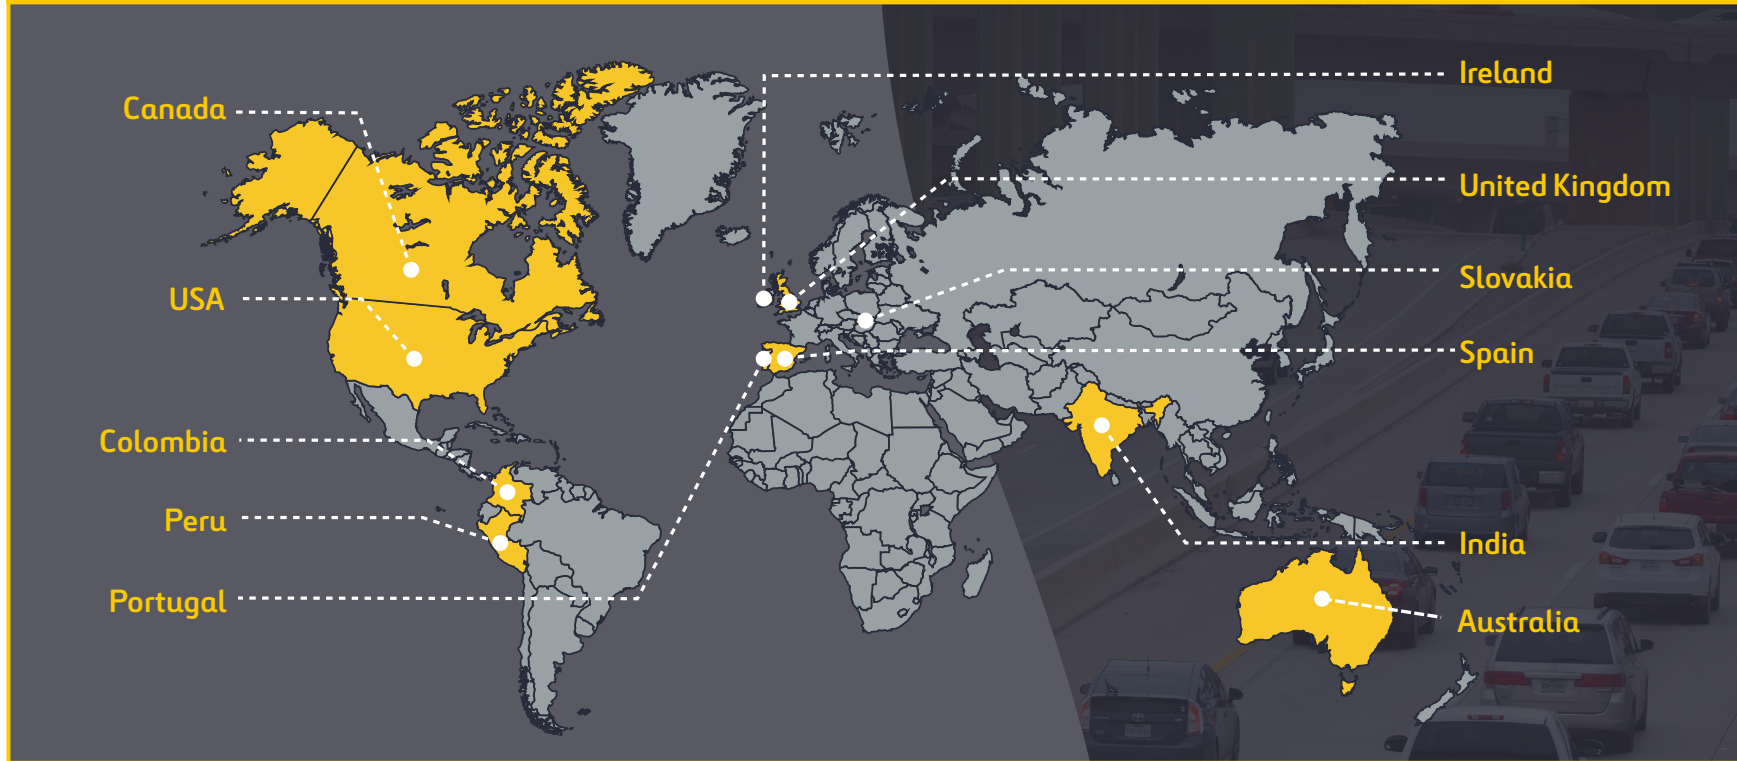 Canada
USA
Colombia
Peru
Portugal
Ireland
United Kingdom
Slovakia
Spain
India
Australia